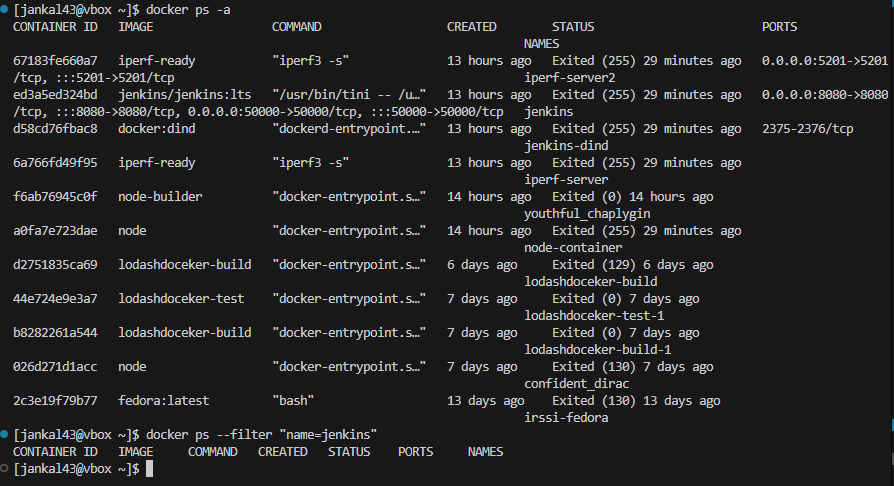 [jankal43@vbox ~]$ docker ps -a
CONTAINER ID   IMAGE                 COMMAND                  CREATED        STATUS                        PORTS
                                                                         NAMES
67183fe660a7   iperf-ready           "iperf3 -s"              13 hours ago   Exited (255) 29 minutes ago   0.0.0.0:5201->5201
/tcp, :::5201->5201/tcp                                                  iperf-server2
ed3a5ed324bd   jenkins/jenkins:lts   "/usr/bin/tini -- /u…"   13 hours ago   Exited (255) 29 minutes ago   0.0.0.0:8080->8080
/tcp, :::8080->8080/tcp, 0.0.0.0:50000->50000/tcp, :::50000->50000/tcp   jenkins
d58cd76fbac8   docker:dind           "dockerd-entrypoint.…"   13 hours ago   Exited (255) 29 minutes ago   2375-2376/tcp
                                                                         jenkins-dind
6a766fd49f95   iperf-ready           "iperf3 -s"              13 hours ago   Exited (255) 29 minutes ago
                                                                         iperf-server
f6ab76945c0f   node-builder          "docker-entrypoint.s…"   14 hours ago   Exited (0) 14 hours ago
                                                                         youthful_chaplygin
a0fa7e723dae   node                  "docker-entrypoint.s…"   14 hours ago   Exited (255) 29 minutes ago
                                                                         node-container
d2751835ca69   lodashdoceker-build   "docker-entrypoint.s…"   6 days ago     Exited (129) 6 days ago
                                                                         lodashdoceker-build
44e724e9e3a7   lodashdoceker-test    "docker-entrypoint.s…"   7 days ago     Exited (0) 7 days ago
                                                                         lodashdoceker-test-1
b8282261a544   lodashdoceker-build   "docker-entrypoint.s…"   7 days ago     Exited (0) 7 days ago
                                                                         lodashdoceker-build-1
026d271d1acc   node                  "docker-entrypoint.s…"   7 days ago     Exited (130) 7 days ago
                                                                         confident_dirac
2c3e19f79b77   fedora:latest         "bash"                   13 days ago    Exited (130) 13 days ago
                                                                         irssi-fedora
[jankal43@vbox ~]$ docker ps --filter "name=jenkins"
CONTAINER ID   IMAGE     COMMAND   CREATED   STATUS    PORTS     NAMES
[jankal43@vbox ~]$